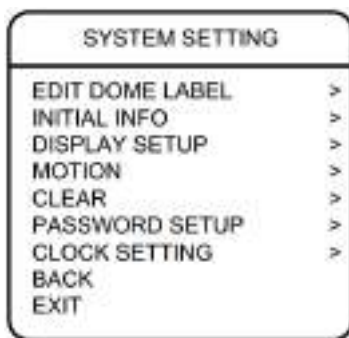 SYSTEM SETTING
EDIT DOME LABEL >
INITIAL INFO >
DISPLAY SETUP >
MOTION >
CLEAR >
PASSWORD SETUP >
CLOCK SETTING >
BACK
EXIT